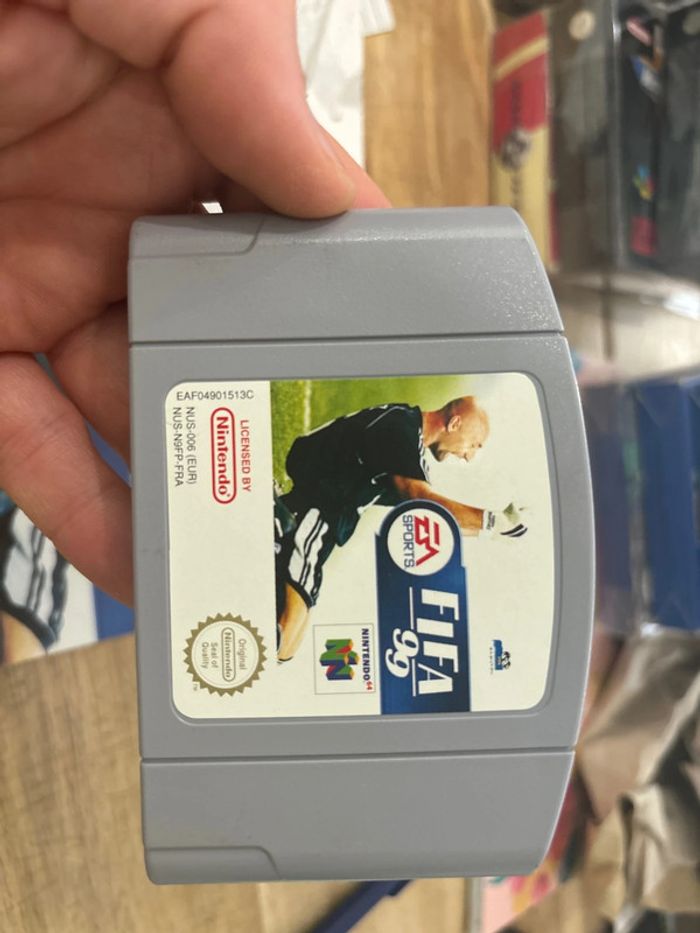 EA
SPORTS
FIFA
99
NINTENDO64
LICENSED BY
Nintendo
EAF04901513C
NUS-006 (EUR)
NUS-N9FP-FRA
Original
Nintendo
Seal of
Quality
TM